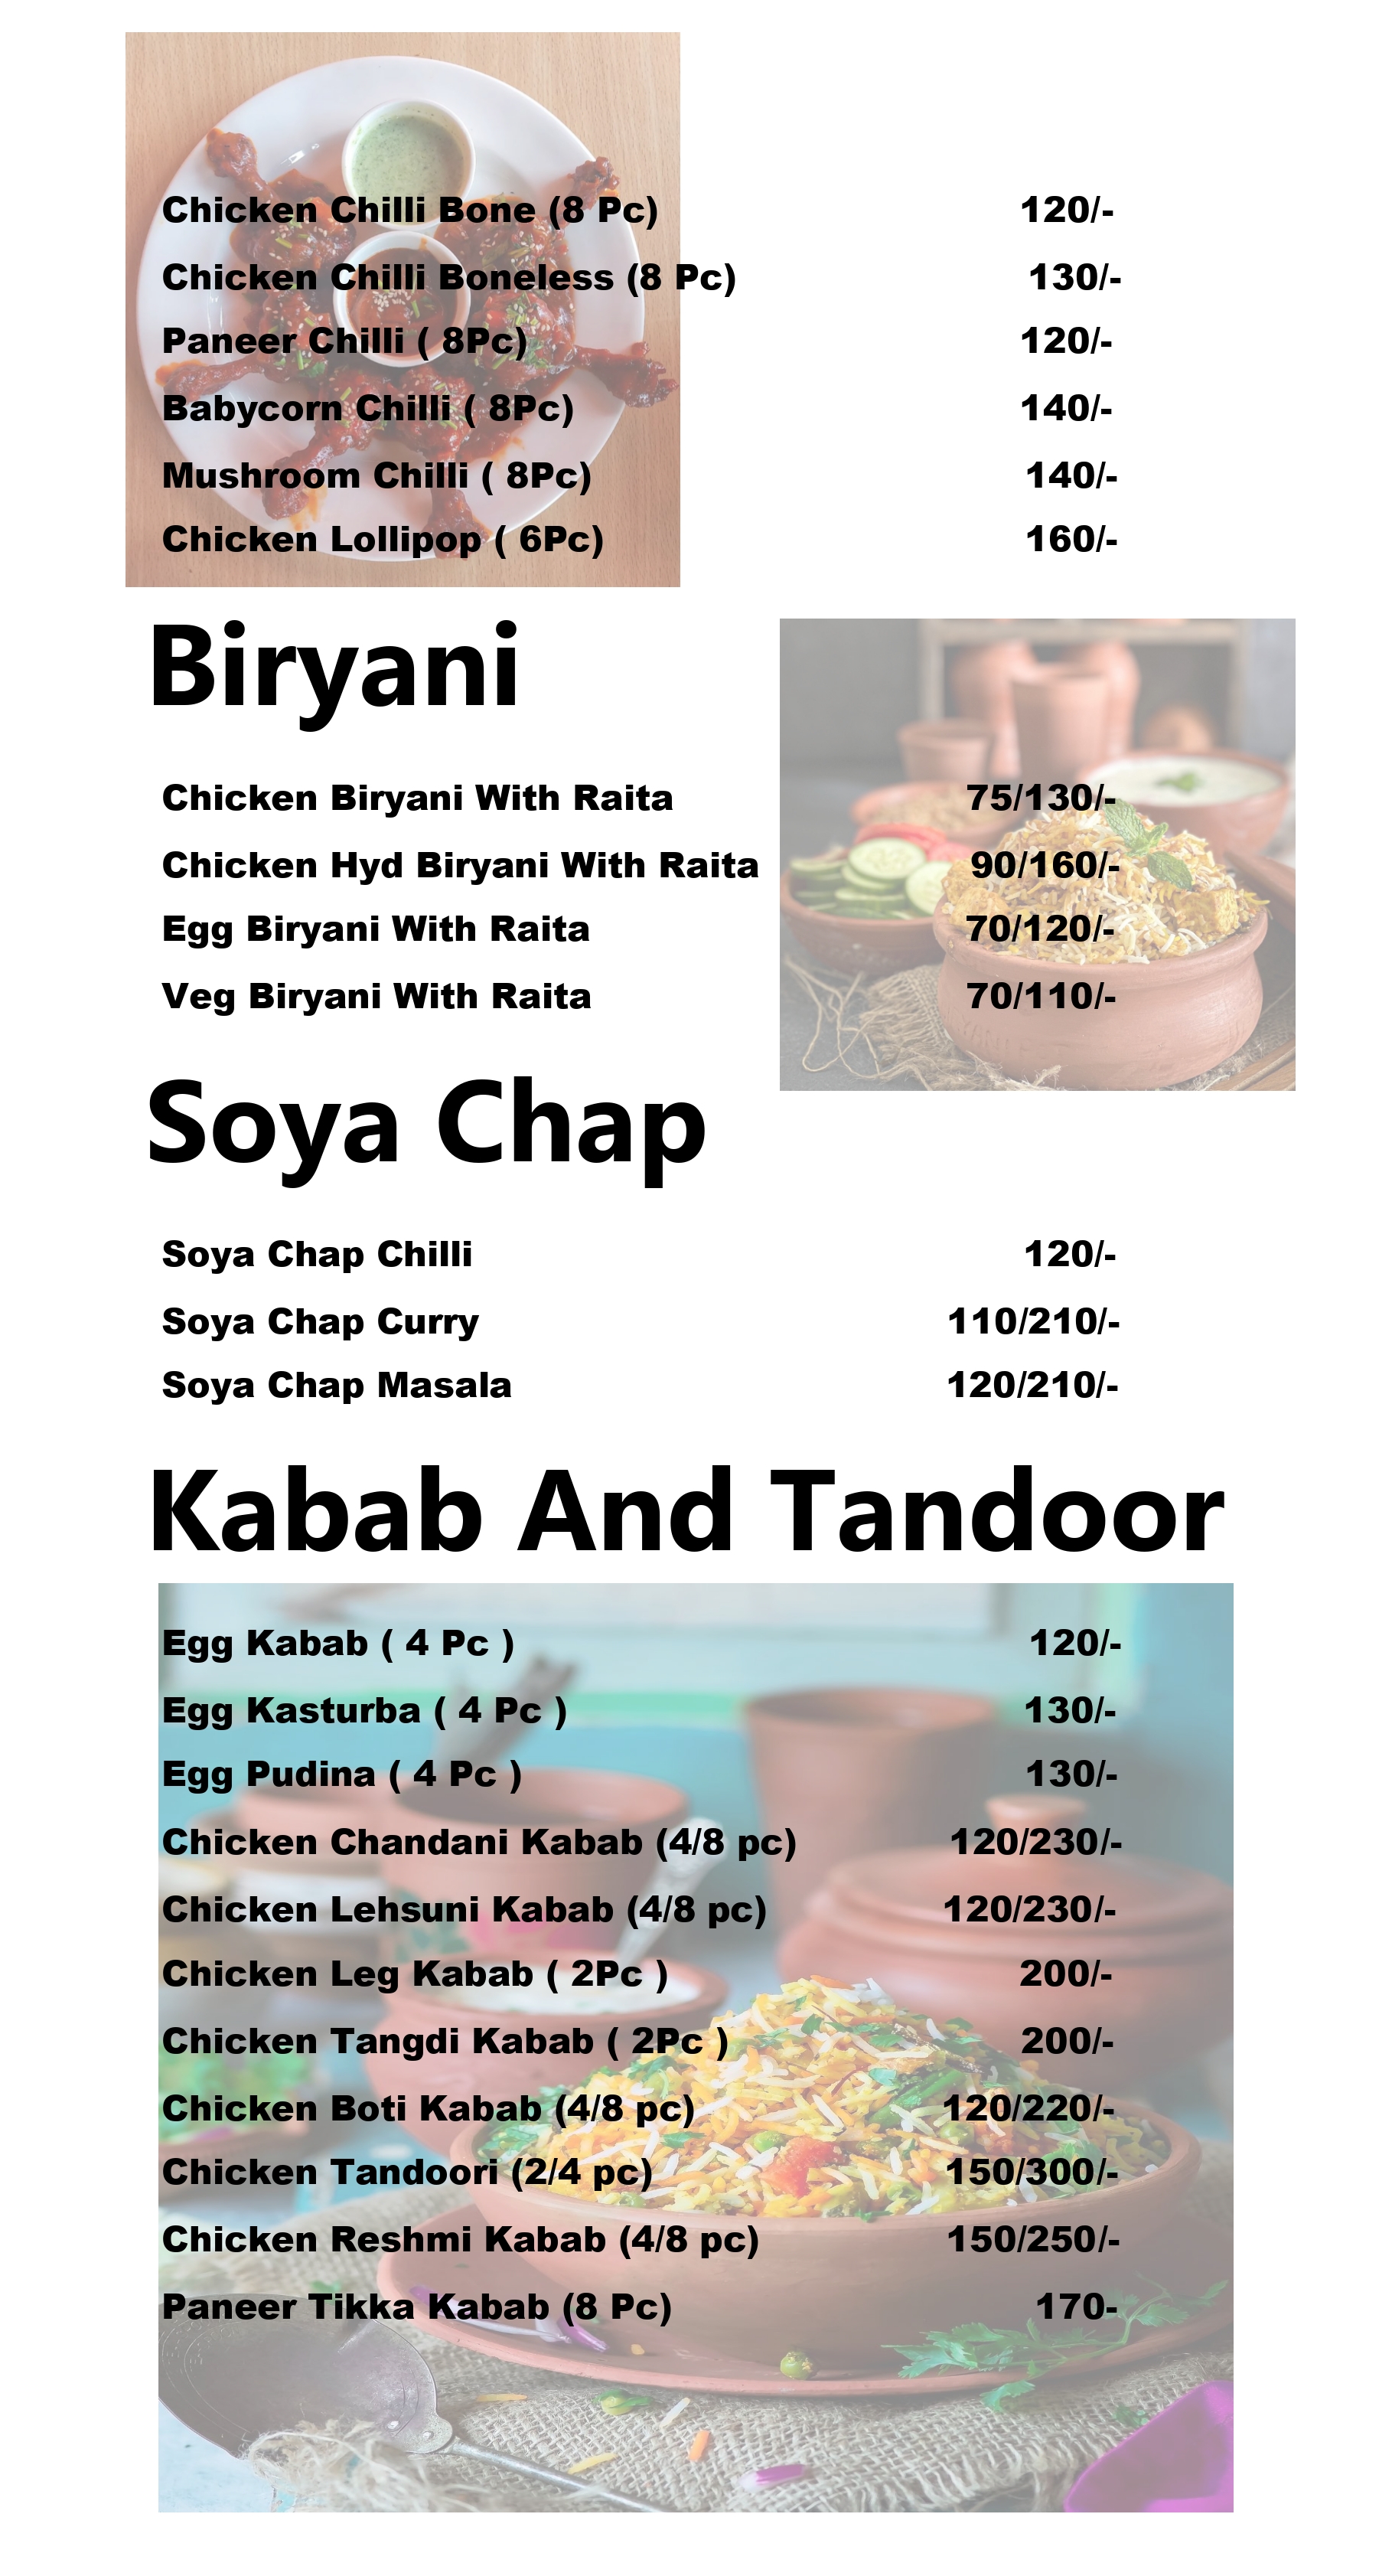 Chicken Chilli Bone (8 Pc) 120/-
Chicken Chilli Boneless (8 Pc) 130/-
Paneer Chilli ( 8Pc) 120/-
Babycorn Chilli ( 8Pc) 140/-
Mushroom Chilli ( 8Pc) 140/-
Chicken Lollipop ( 6Pc) 160/-
Biryani
Chicken Biryani With Raita 75/130/-
Chicken Hyd Biryani With Raita 90/160/-
Egg Biryani With Raita 70/120/-
Veg Biryani With Raita 70/110/-
Soya Chap
Soya Chap Chilli 120/-
Soya Chap Curry 110/210/-
Soya Chap Masala 120/210/-
Kabab And Tandoor
Egg Kabab ( 4 Pc ) 120/-
Egg Kasturba ( 4 Pc ) 130/-
Egg Pudina ( 4 Pc ) 130/-
Chicken Chandani Kabab (4/8 pc) 120/230/-
Chicken Lehsuni Kabab (4/8 pc) 120/230/-
Chicken Leg Kabab ( 2Pc ) 200/-
Chicken Tangdi Kabab ( 2Pc ) 200/-
Chicken Boti Kabab (4/8 pc) 120/220/-
Chicken Tandoori (2/4 pc) 150/300/-
Chicken Reshmi Kabab (4/8 pc) 150/250/-
Paneer Tikka Kabab (8 Pc) 170-